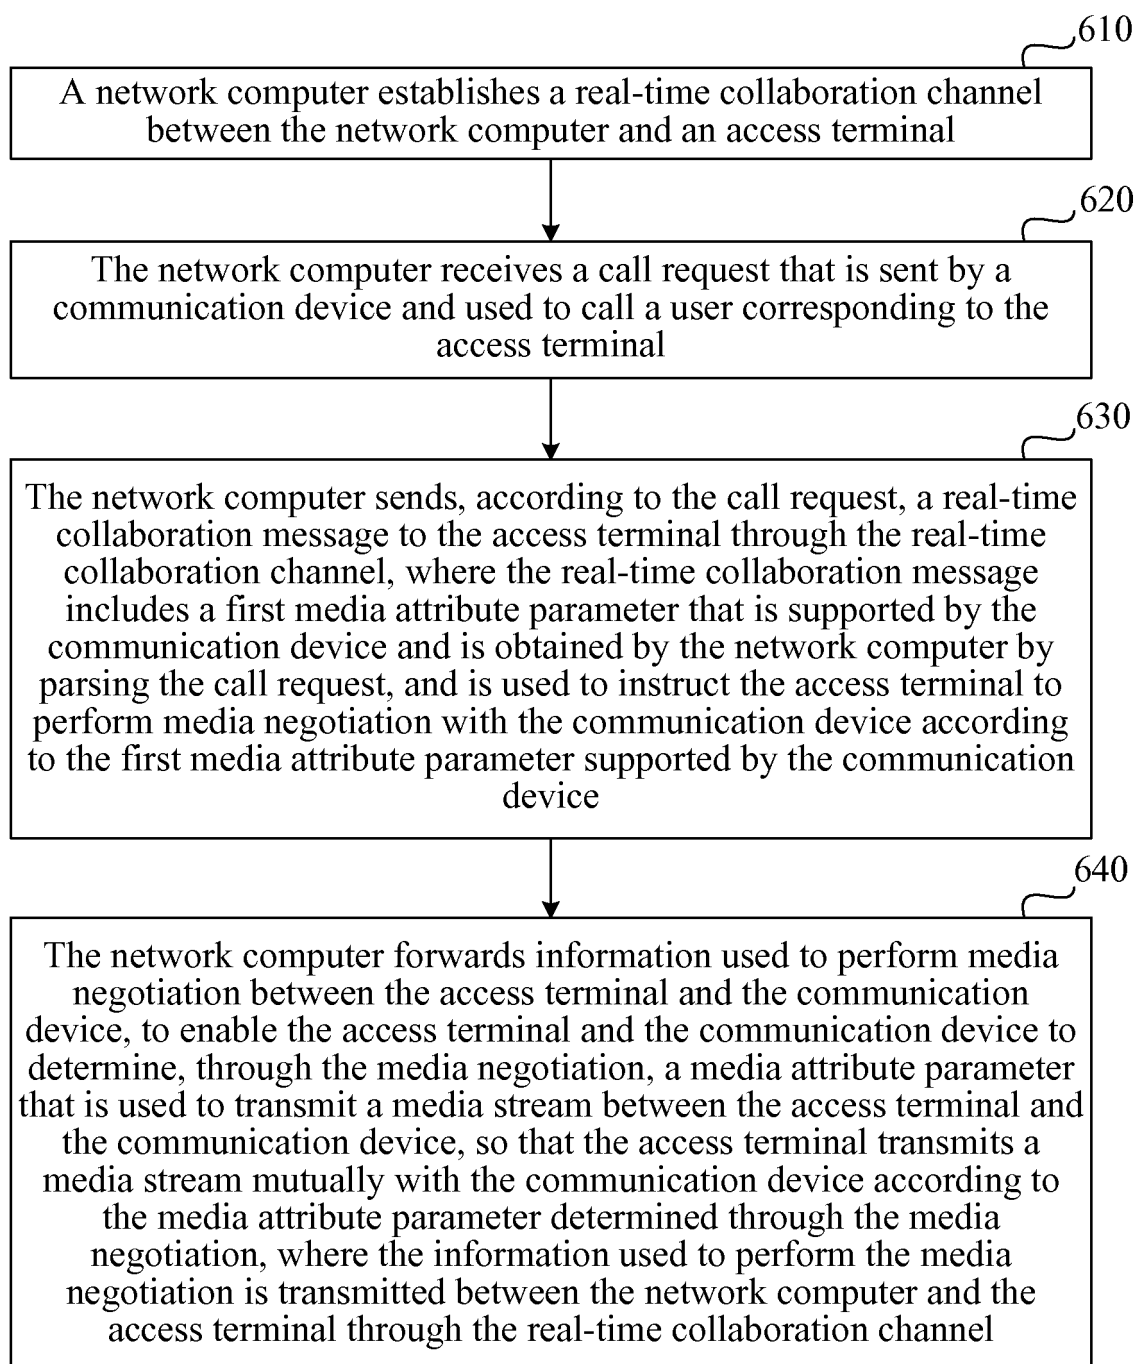 610
A network computer establishes a real-time collaboration channel
between the network computer and an access terminal
620
The network computer receives a call request that is sent by a
communication device and used to call a user corresponding to the
access terminal
630
The network computer sends, according to the call request, a real-time
collaboration message to the access terminal through the real-time
collaboration channel, where the real-time collaboration message
includes a first media attribute parameter that is supported by the
communication device and is obtained by the network computer by
parsing the call request, and is used to instruct the access terminal to
perform media negotiation with the communication device according
to the first media attribute parameter supported by the communication
device
640
The network computer forwards information used to perform media
negotiation between the access terminal and the communication
device, to enable the access terminal and the communication device to
determine, through the media negotiation, a media attribute parameter
that is used to transmit a media stream between the access terminal and
the communication device, so that the access terminal transmits a
media stream mutually with the communication device according to
the media attribute parameter determined through the media
negotiation, where the information used to perform the media
negotiation is transmitted between the network computer and the
access terminal through the real-time collaboration channel